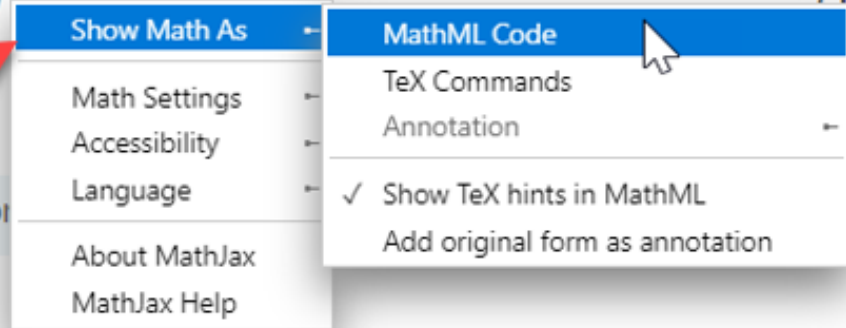 Show Math As
Math Settings
Accessibility
Language
About MathJax
MathJax Help
MathML Code
TeX Commands
Annotation
✓ Show TeX hints in MathML
Add original form as annotation